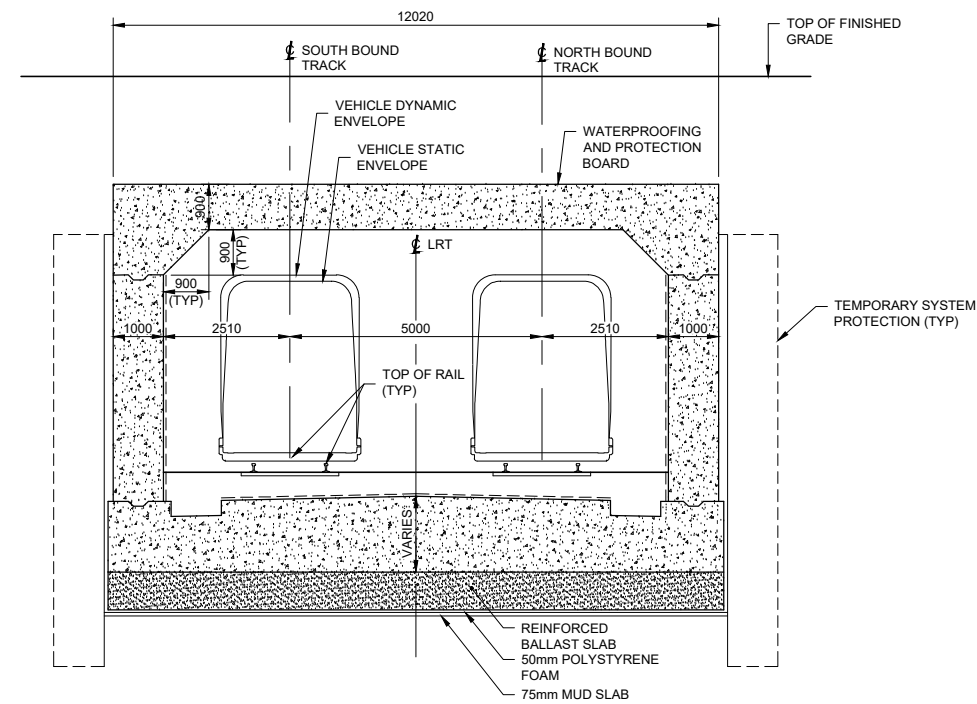 12020
TOP OF FINISHED
GRADE
℄ SOUTH BOUND
TRACK
℄ NORTH BOUND
TRACK
VEHICLE DYNAMIC
ENVELOPE
VEHICLE STATIC
ENVELOPE
WATERPROOFING
AND PROTECTION
BOARD
900
900
(TYP)
℄ LRT
900
(TYP)
TEMPORARY SYSTEM
PROTECTION (TYP)
1000
2510
5000
2510
1000
TOP OF RAIL
(TYP)
VARIES
REINFORCED
BALLAST SLAB
50mm POLYSTYRENE
FOAM
75mm MUD SLAB